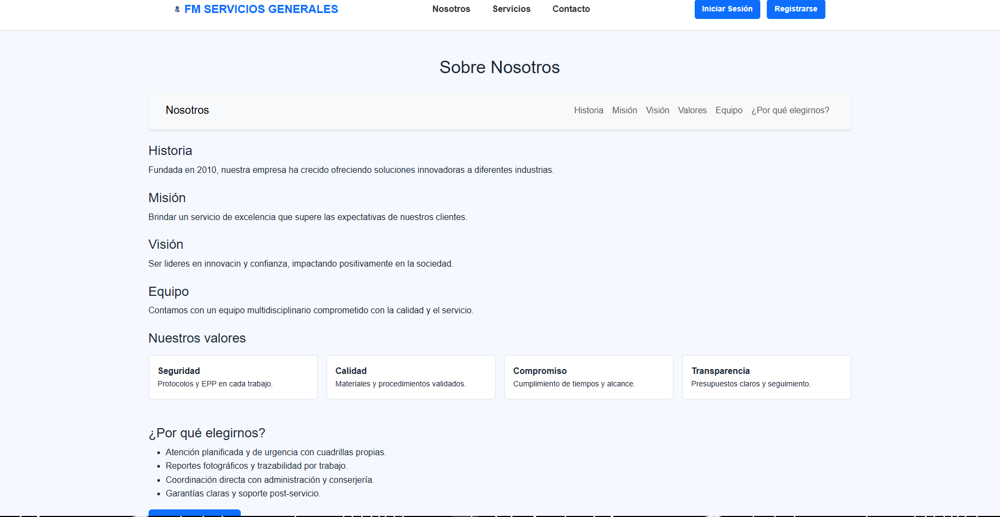 FM SERVICIOS GENERALES
Nosotros Servicios Contacto
Iniciar Sesión Registrarse
Sobre Nosotros
Nosotros
Historia Misión Visión Valores Equipo ¿Por qué elegirnos?
Historia
Fundada en 2010, nuestra empresa ha crecido ofreciendo soluciones innovadoras a diferentes industrias.
Misión
Brindar un servicio de excelencia que supere las expectativas de nuestros clientes.
Visión
Ser lideres en innovacin y confianza, impactando positivamente en la sociedad.
Equipo
Contamos con un equipo multidisciplinario comprometido con la calidad y el servicio.
Nuestros valores
Seguridad
Protocolos y EPP en cada trabajo.
Calidad
Materiales y procedimientos validados.
Compromiso
Cumplimiento de tiempos y alcance.
Transparencia
Presupuestos claros y seguimiento.
¿Por qué elegirnos?
Atención planificada y de urgencia con cuadrillas propias.
Reportes fotográficos y trazabilidad por trabajo.
Coordinación directa con administración y conserjería.
Garantías claras y soporte post-servicio.